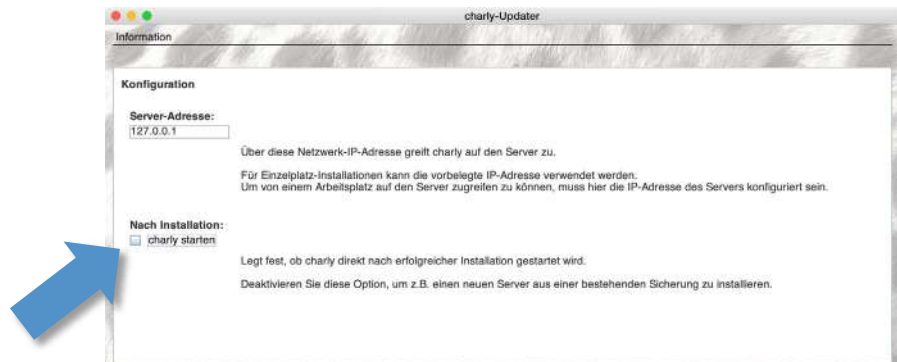 charly-Updater
Information
Konfiguration
Server-Adresse:
127.0.0.1
Über diese Netzwerk-IP-Adresse greift charly auf den Server zu.
Für Einzelplatz-Installationen kann die vorbelegte IP-Adresse verwendet werden.
Um von einem Arbeitsplatz auf den Server zugreifen zu können, muss hier die IP-Adresse des Servers konfiguriert sein.
Nach Installation:
charly starten
Legt fest, ob charly direkt nach erfolgreicher Installation gestartet wird.
Deaktivieren Sie diese Option, um z.B. einen neuen Server aus einer bestehenden Sicherung zu installieren.